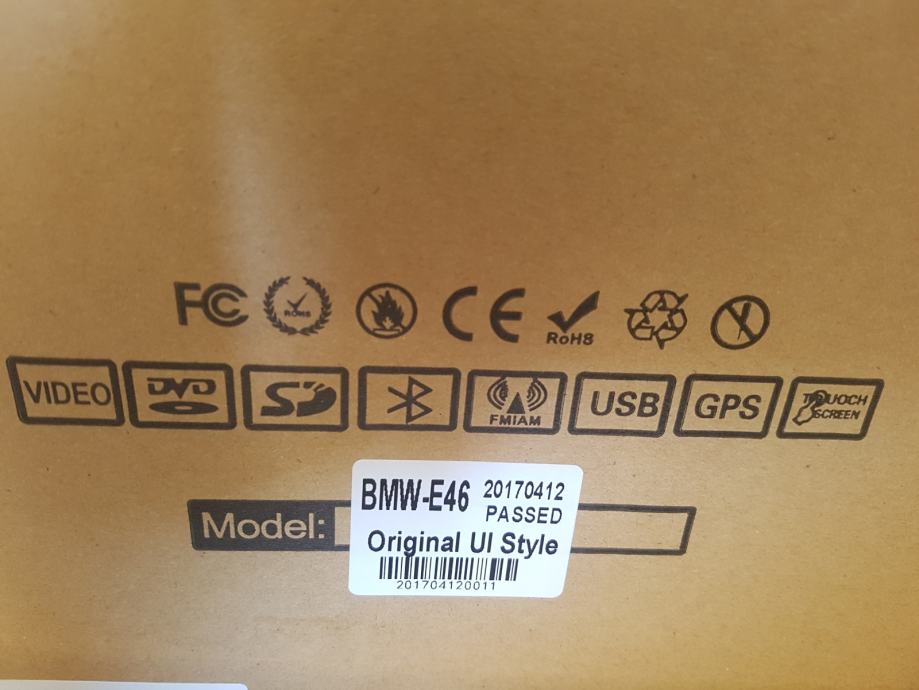 FC RoHS CE RoH8
VIDEO DVD SD FMIAM USB GPS TOUOCH SCREEN
Model:
BMW-E46 20170412
PASSED
Original UI Style
201704120011